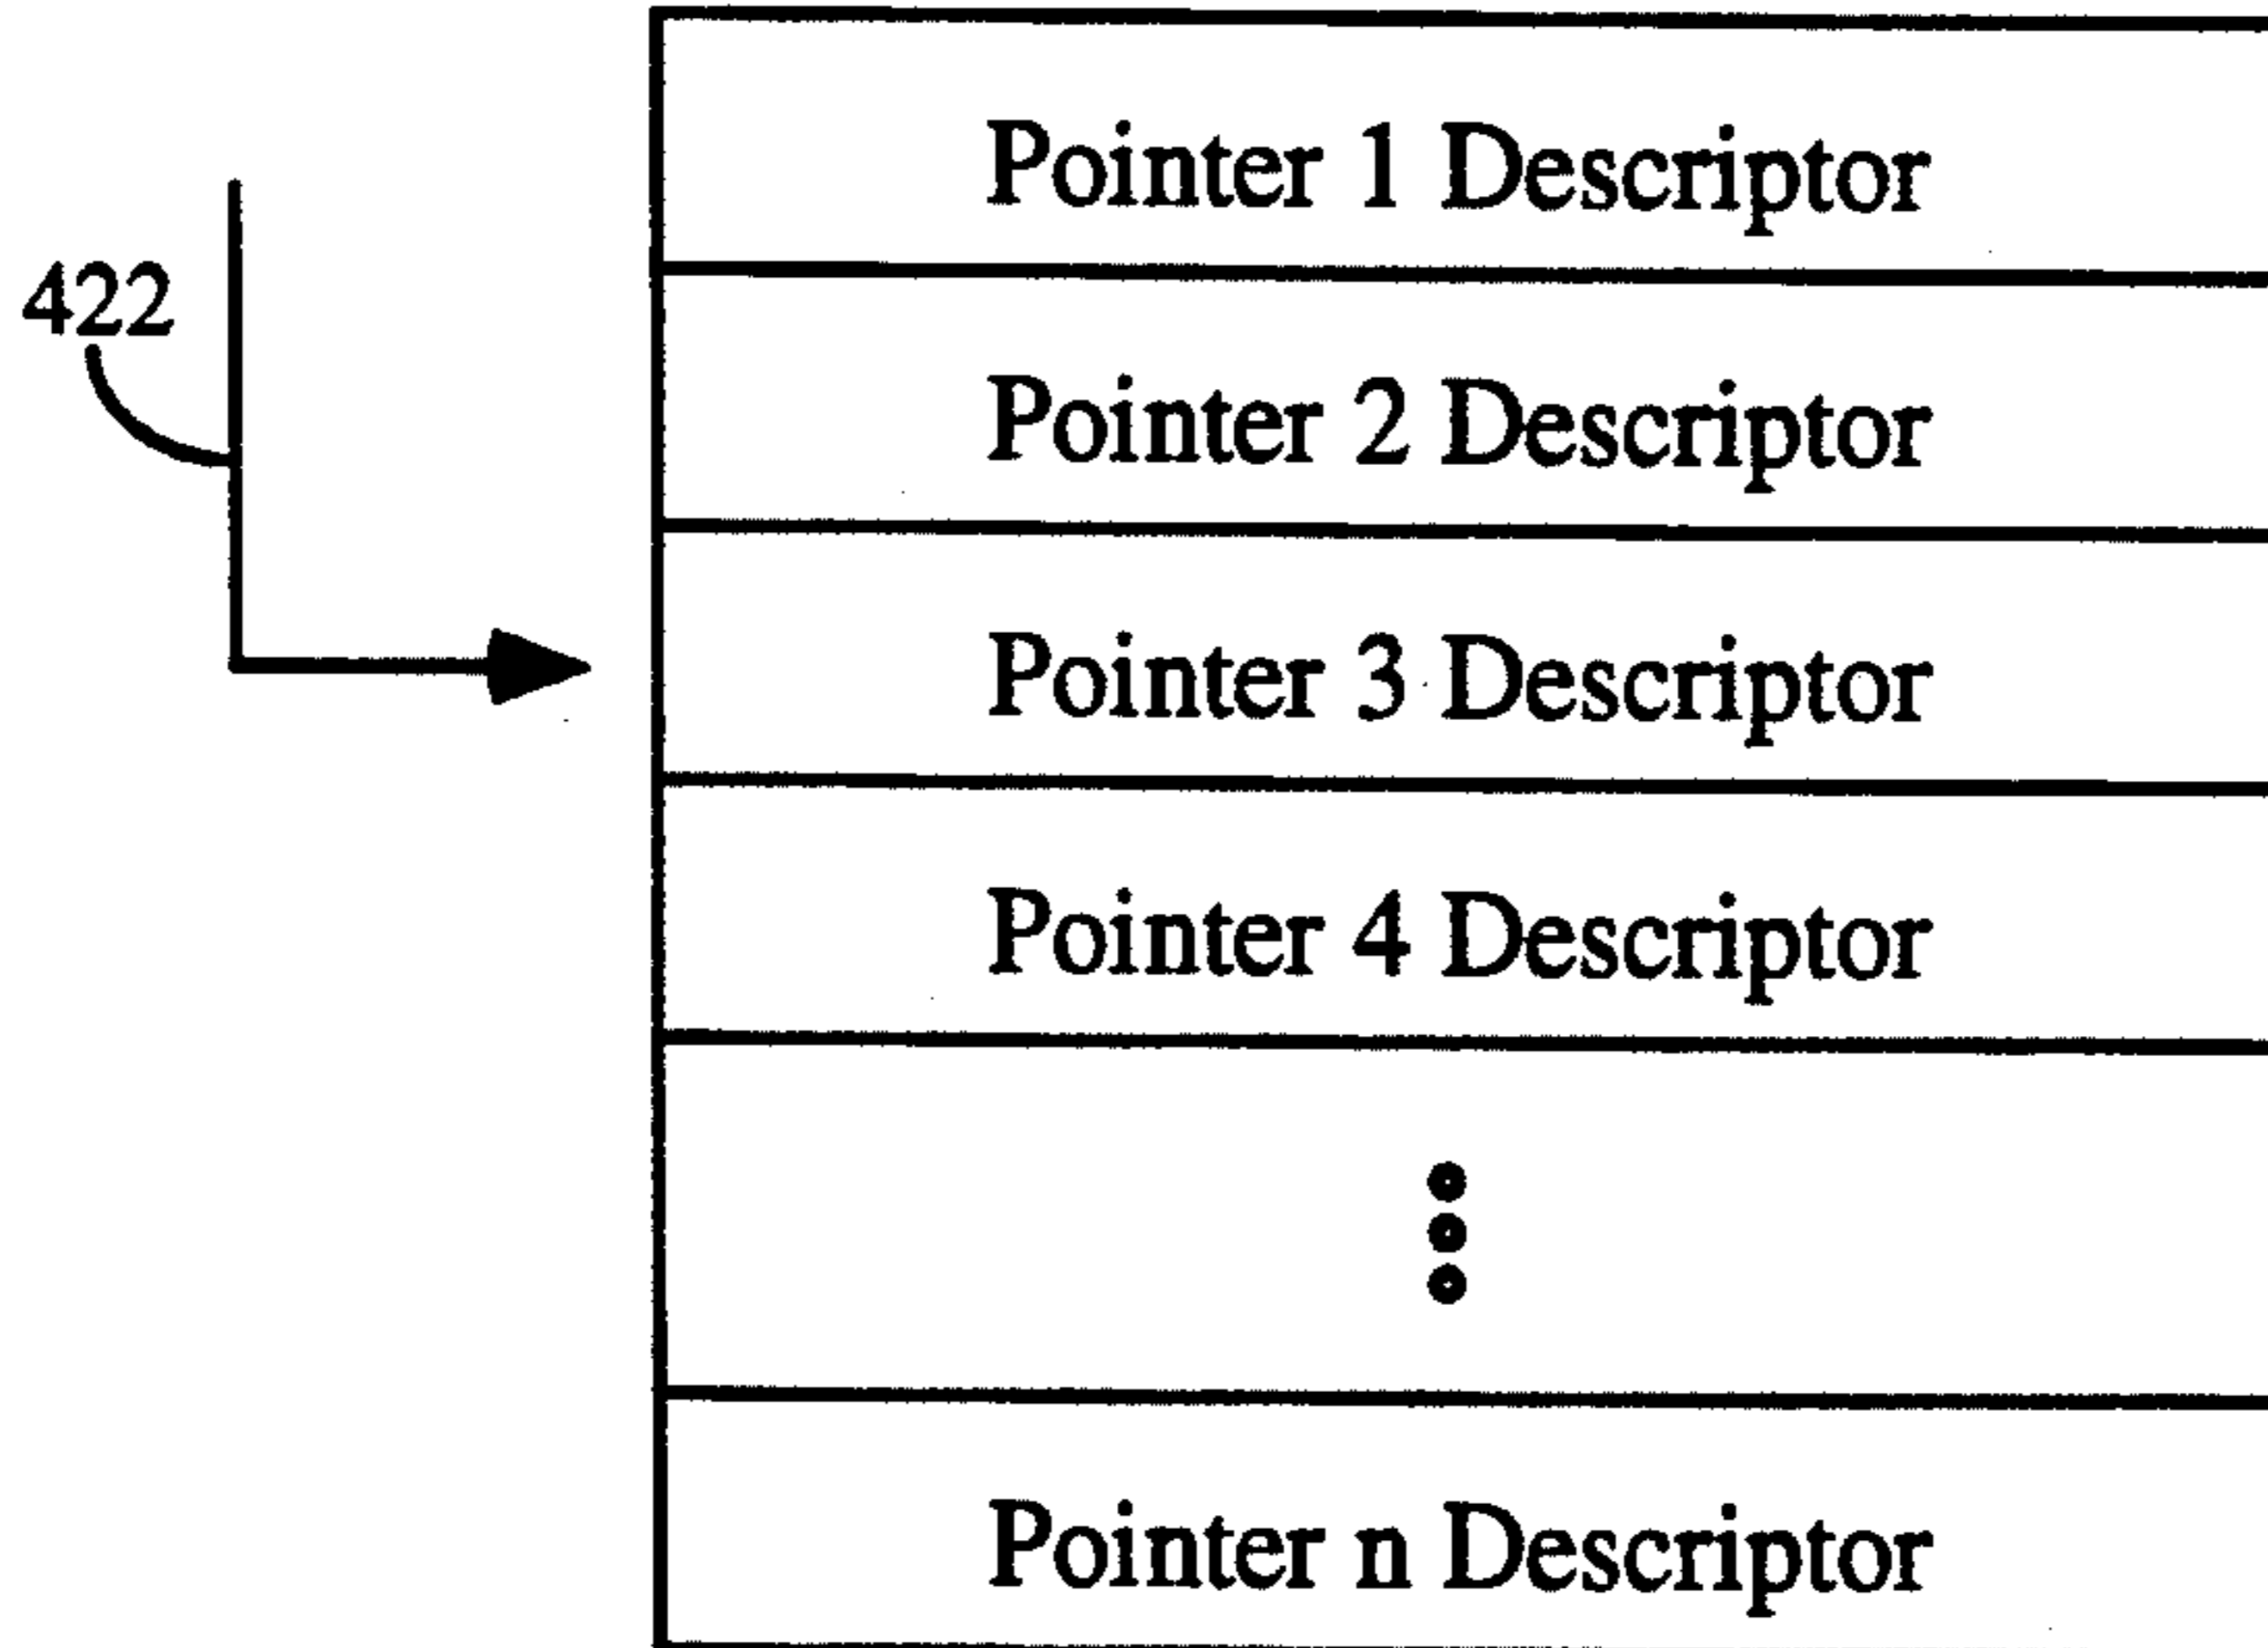 Pointer 1 Descriptor
422
Pointer 2 Descriptor
Pointer 3 Descriptor
Pointer 4 Descriptor
Pointer n Descriptor